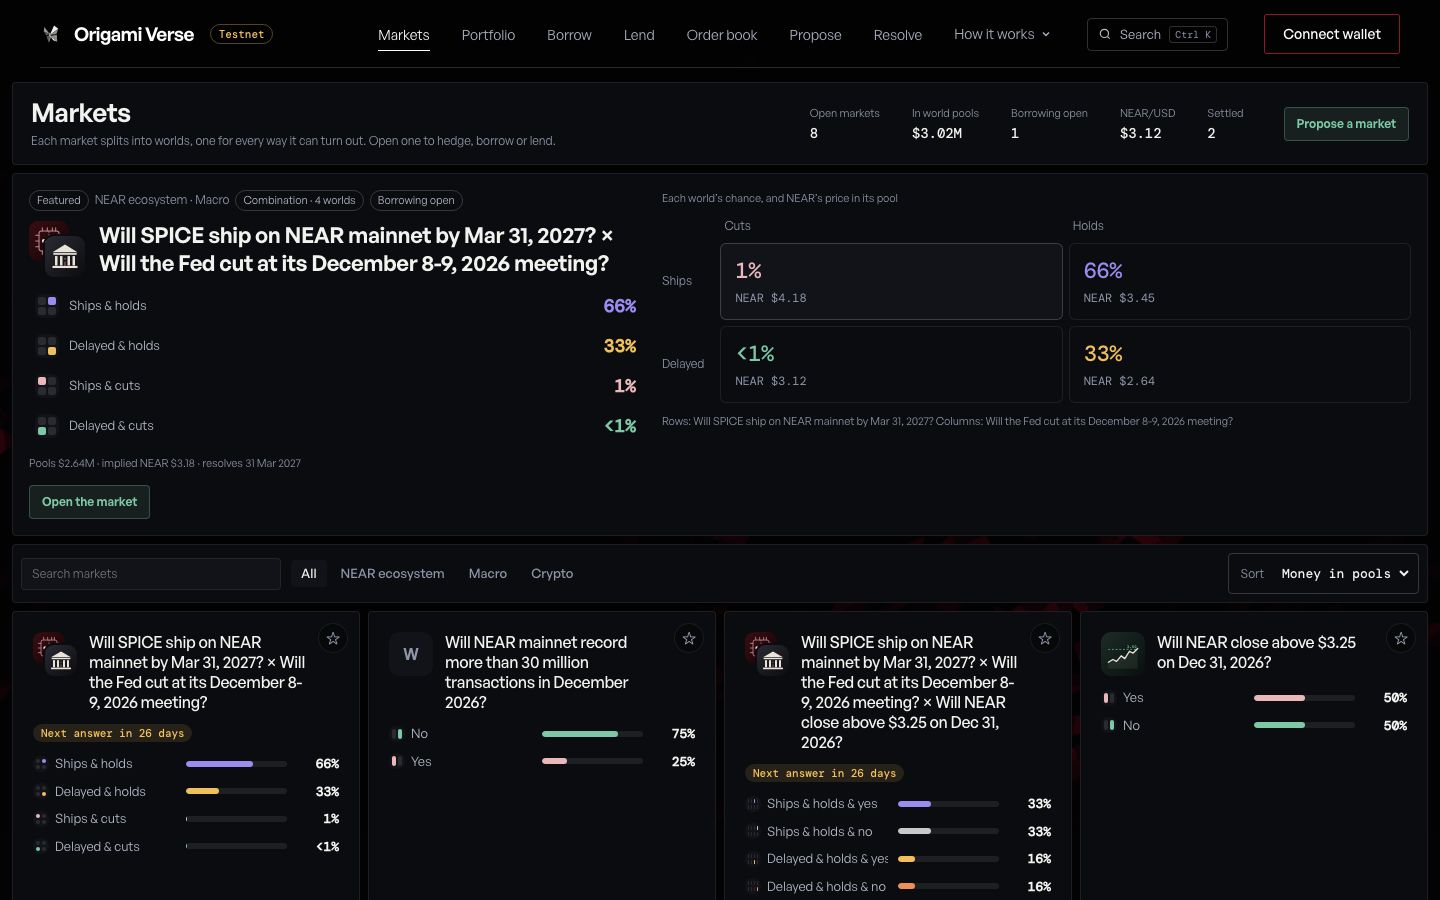 Origami Verse
Testnet
Markets
Portfolio
Borrow
Lend
Order book
Propose
Resolve
How it works
Search
Ctrl K
Connect wallet
Markets
Each market splits into worlds, one for every way it can turn out. Open one to hedge, borrow or lend.
Open markets
8
In world pools
$3.02M
Borrowing open
1
NEAR/USD
$3.12
Settled
2
Propose a market
Featured
NEAR ecosystem · Macro
Combination · 4 worlds
Borrowing open
Will SPICE ship on NEAR mainnet by Mar 31, 2027? ×
Will the Fed cut at its December 8-9, 2026 meeting?
Ships & holds
66%
Delayed & holds
33%
Ships & cuts
1%
Delayed & cuts
<1%
Pools $2.64M · implied NEAR $3.18 · resolves 31 Mar 2027
Open the market
Each world's chance, and NEAR's price in its pool
Cuts
Holds
Ships
1%
NEAR $4.18
66%
NEAR $3.45
Delayed
<1%
NEAR $3.12
33%
NEAR $2.64
Rows: Will SPICE ship on NEAR mainnet by Mar 31, 2027? Columns: Will the Fed cut at its December 8-9, 2026 meeting?
Search markets
All
NEAR ecosystem
Macro
Crypto
Sort
Money in pools
Will SPICE ship on NEAR
mainnet by Mar 31, 2027? × Will
the Fed cut at its December 8-
9, 2026 meeting?
Next answer in 26 days
Ships & holds
66%
Delayed & holds
33%
Ships & cuts
1%
Delayed & cuts
<1%
W
Will NEAR mainnet record
more than 30 million
transactions in December
2026?
No
75%
Yes
25%
Will SPICE ship on NEAR
mainnet by Mar 31, 2027? × Will
the Fed cut at its December 8-
9, 2026 meeting? × Will NEAR
close above $3.25 on Dec 31,
2026?
Next answer in 26 days
Ships & holds & yes
33%
Ships & holds & no
33%
Delayed & holds & yes
16%
Delayed & holds & no
16%
Will NEAR close above $3.25
on Dec 31, 2026?
Yes
50%
No
50%